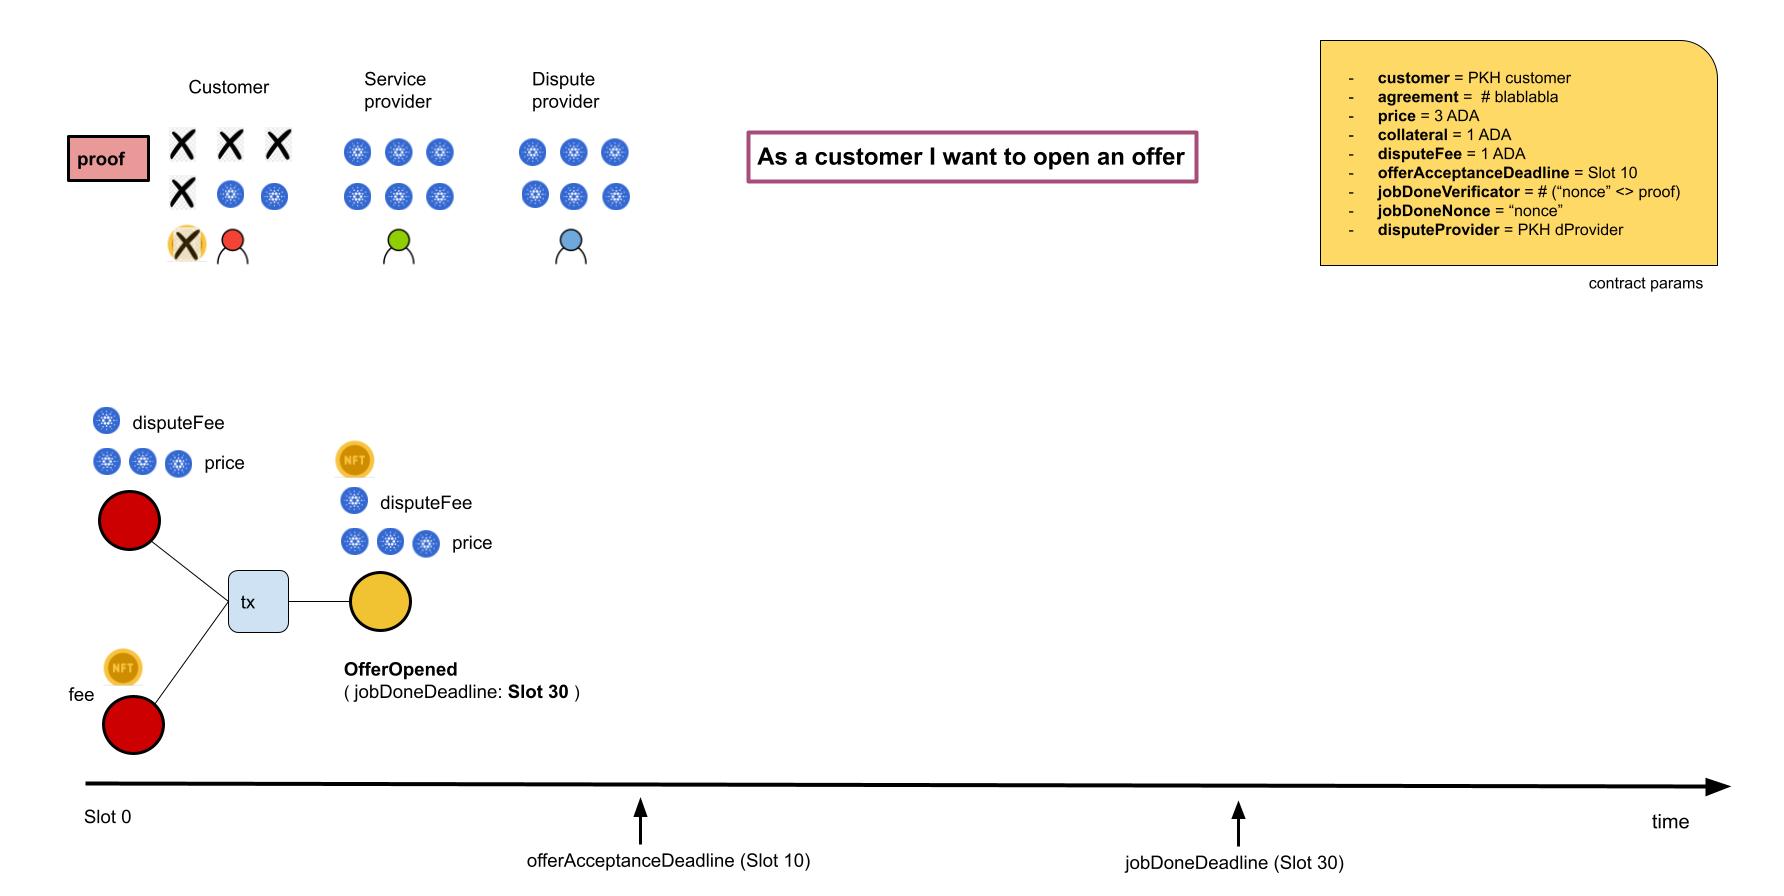 Customer
Service
provider
Dispute
provider
proof
As a customer I want to open an offer
- customer = PKH customer
- agreement = # blablabla
- price = 3 ADA
- collateral = 1 ADA
- disputeFee = 1 ADA
- offerAcceptanceDeadline = Slot 10
- jobDoneVerificator = # (“nonce” <> proof)
- jobDoneNonce = “nonce”
- disputeProvider = PKH dProvider
contract params
disputeFee
price
NFT
disputeFee
price
tx
NFT
fee
OfferOpened
( jobDoneDeadline: Slot 30 )
Slot 0
time
offerAcceptanceDeadline (Slot 10)
jobDoneDeadline (Slot 30)